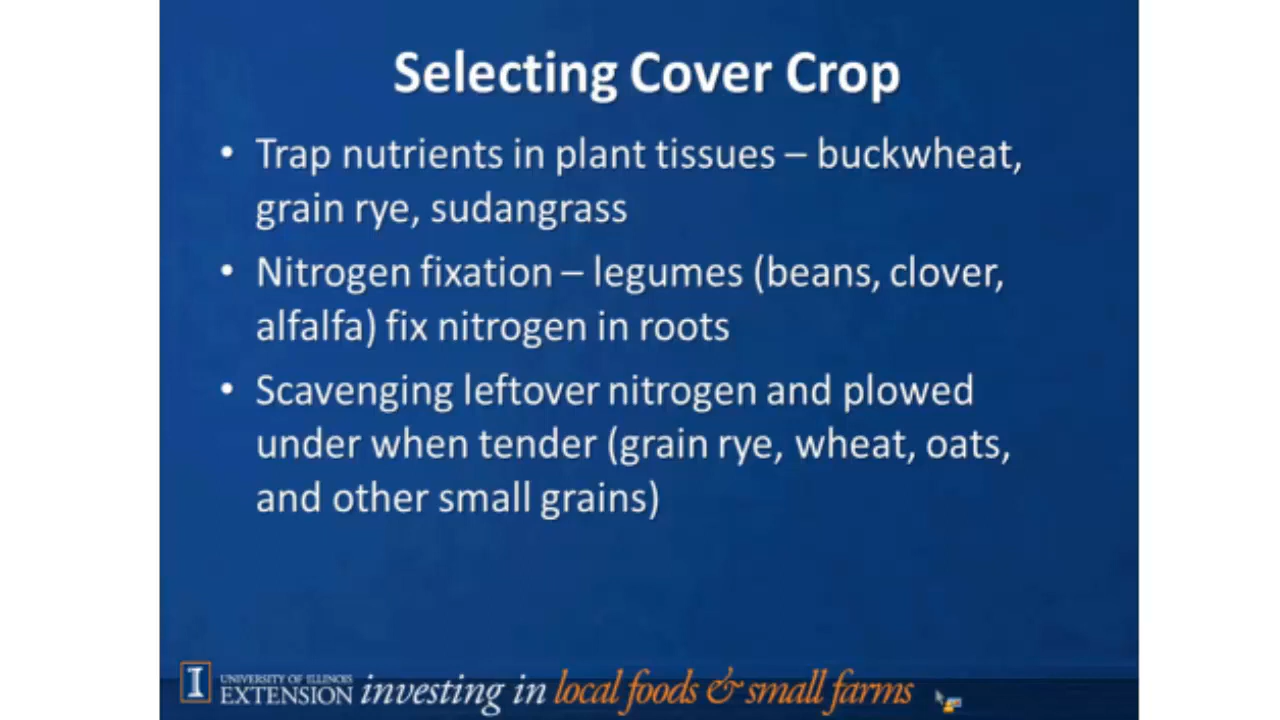 Selecting Cover Crop
• Trap nutrients in plant tissues – buckwheat,
grain rye, sudangrass
• Nitrogen fixation – legumes (beans, clover,
alfalfa) fix nitrogen in roots
• Scavenging leftover nitrogen and plowed
under when tender (grain rye, wheat, oats,
and other small grains)
I UNIVERSITY OF ILLINOIS
EXTENSION investing in local foods & small farms